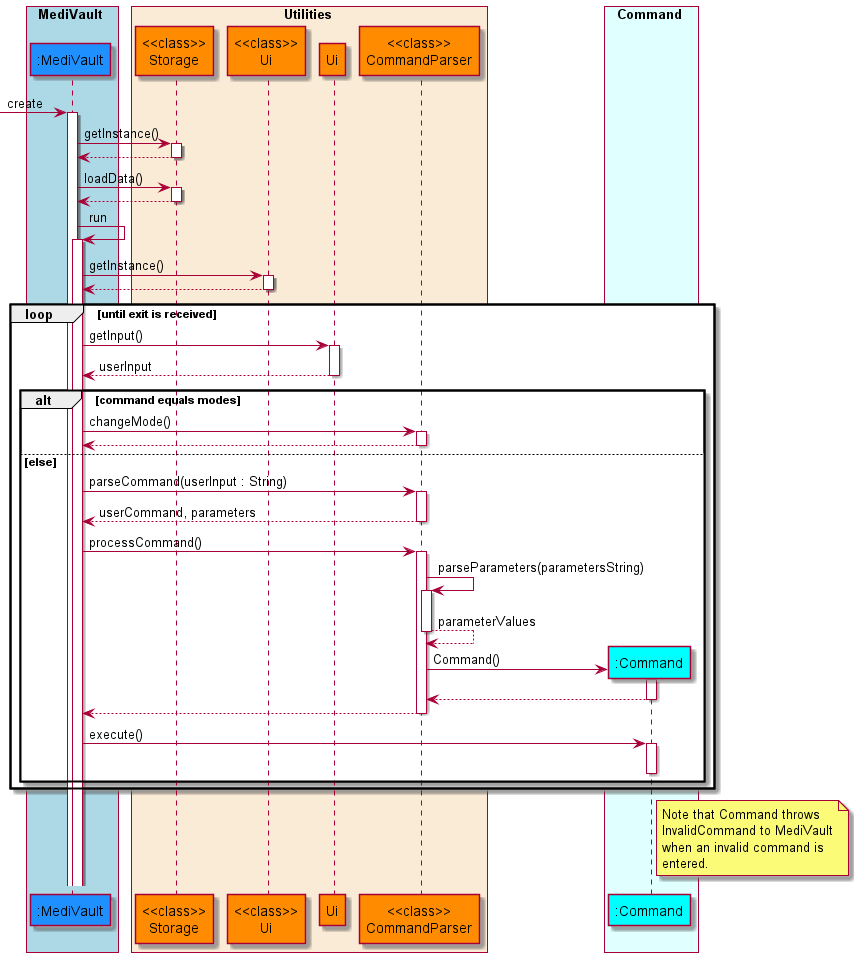 MediVault
Utilities
Command
:MediVault
<<class>>
Storage
<<class>>
Ui
Ui
<<class>>
CommandParser
create
getInstance()
loadData()
run
getInstance()
loop
[until exit is received]
getInput()
userInput
alt
[command equals modes]
changeMode()
[else]
parseCommand(userInput : String)
userCommand, parameters
processCommand()
parseParameters(parametersString)
parameterValues
Command()
:Command
execute()
Note that Command throws
InvalidCommand to MediVault
when an invalid command is
entered.
:MediVault
<<class>>
Storage
<<class>>
Ui
Ui
<<class>>
CommandParser
:Command